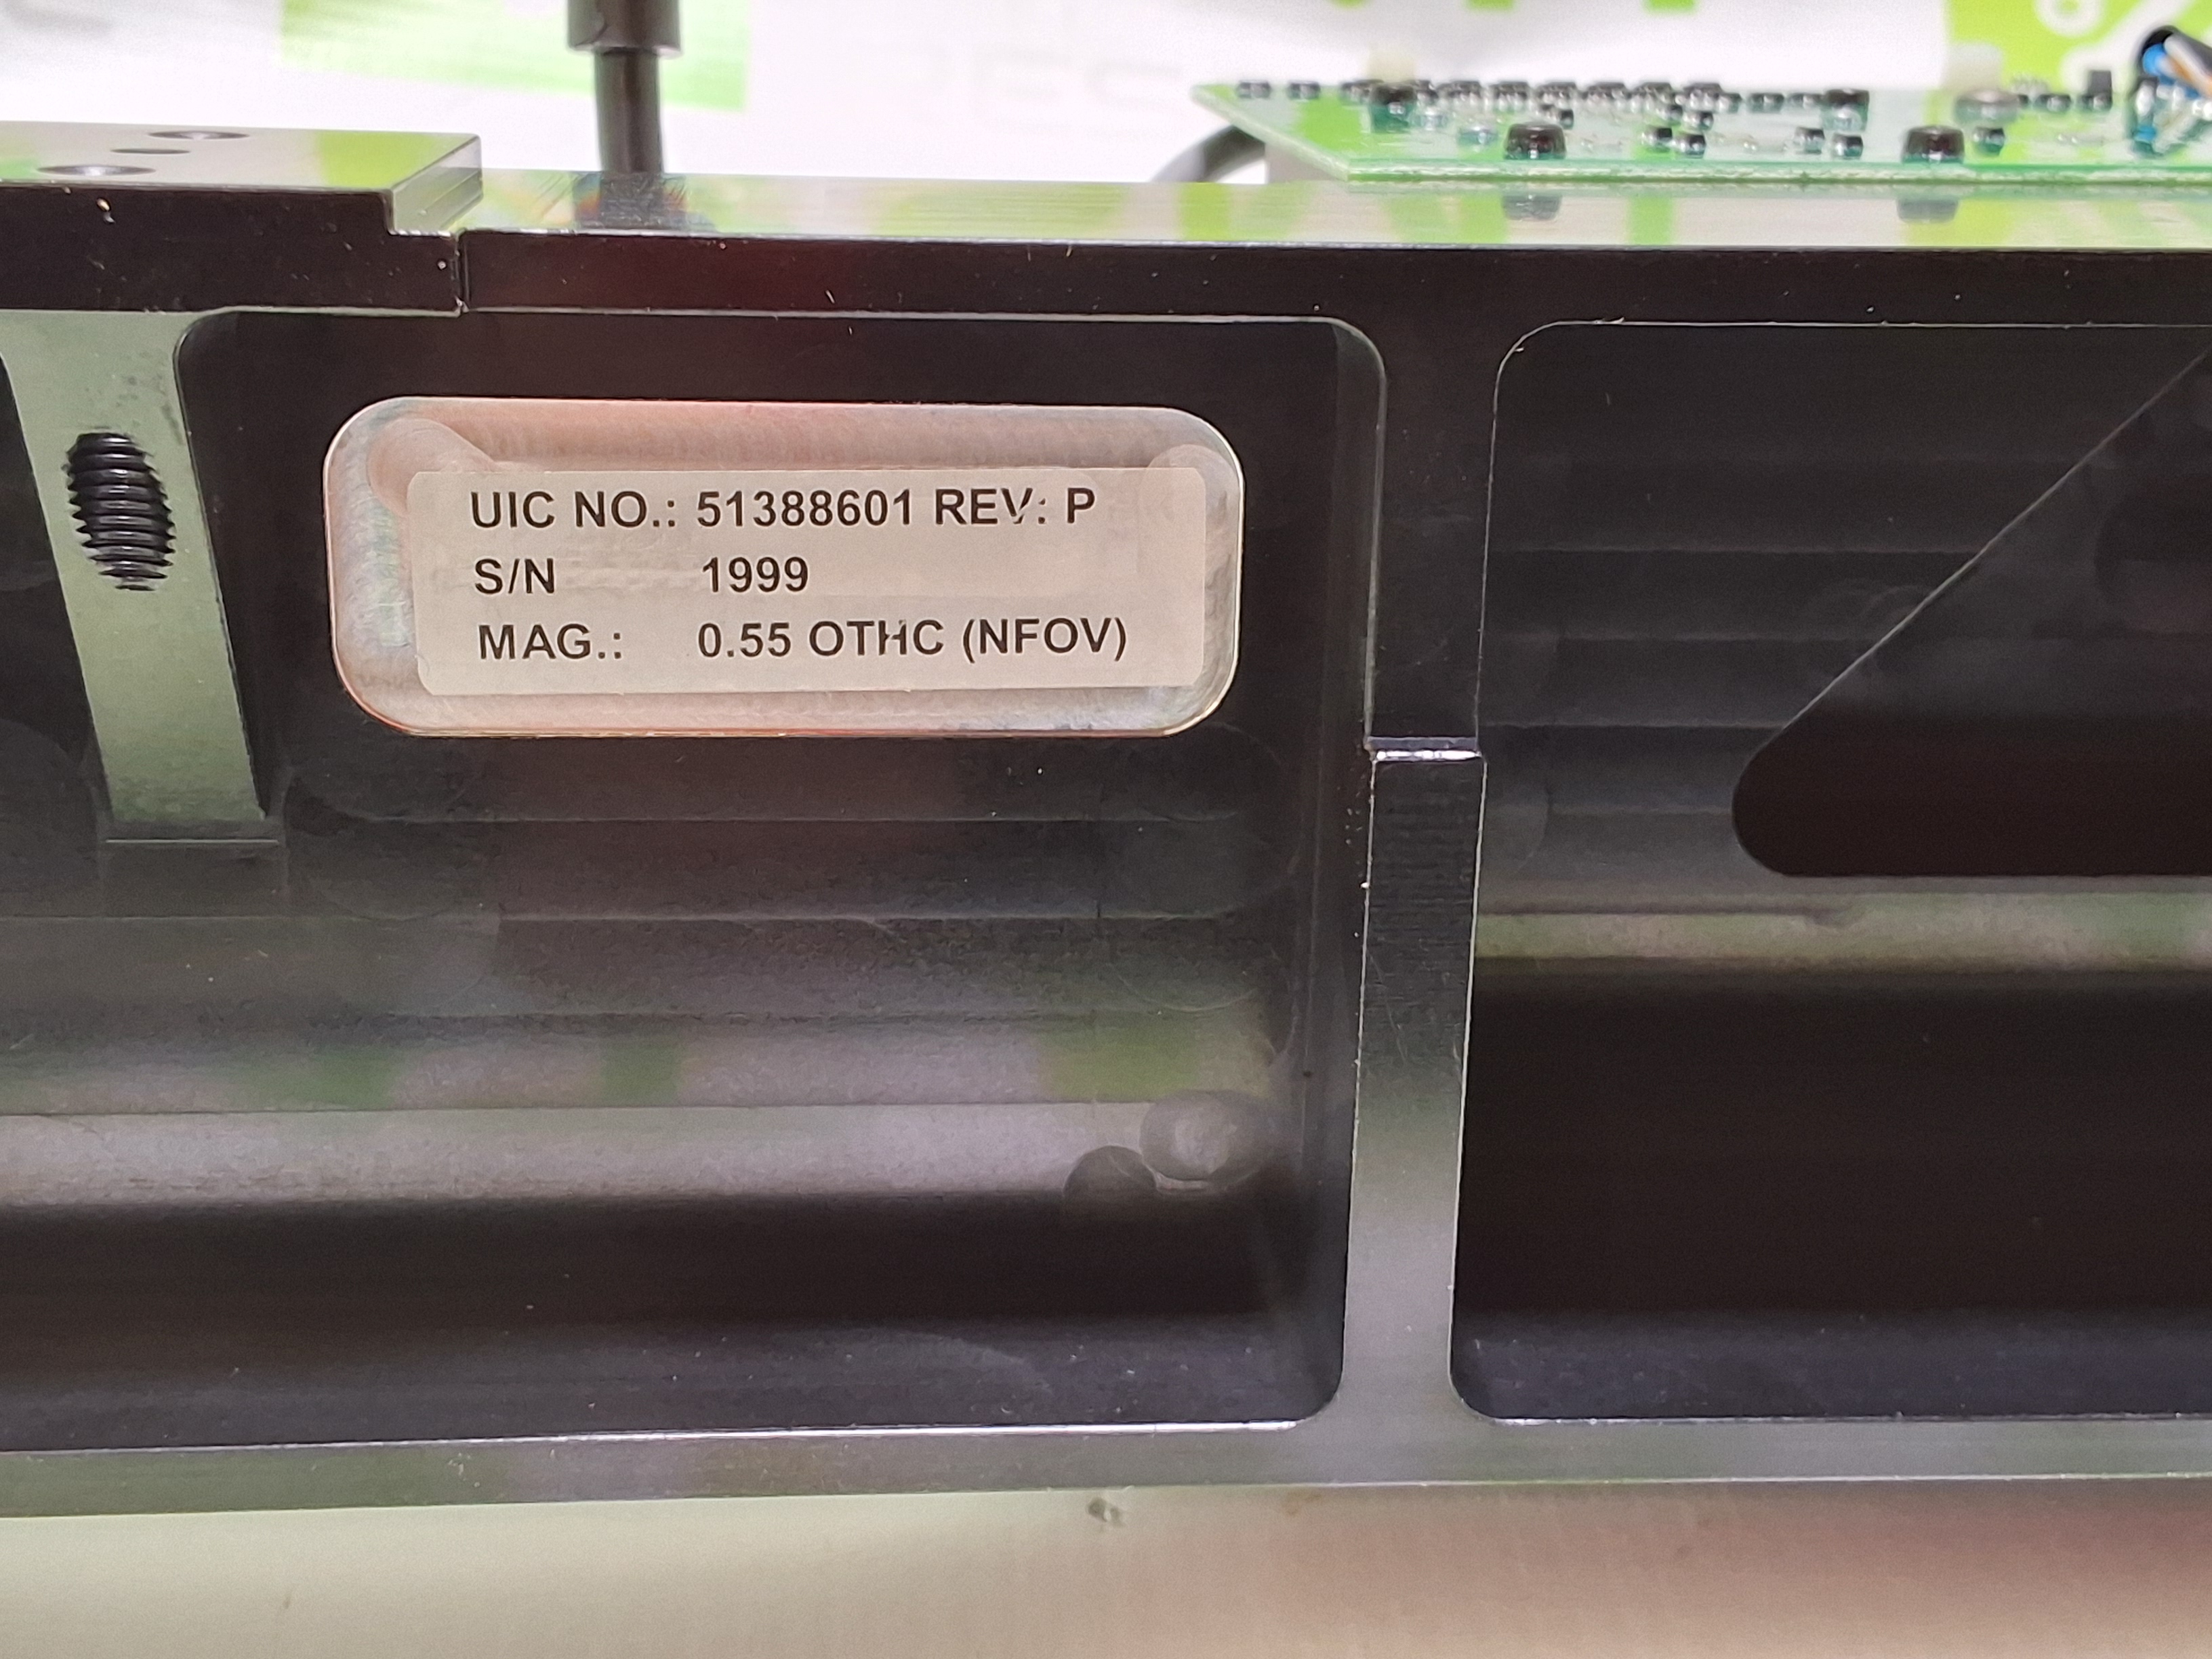 UIC NO.: 51388601 REV: P
S/N 1999
MAG.: 0.55 OTHC (NFOV)